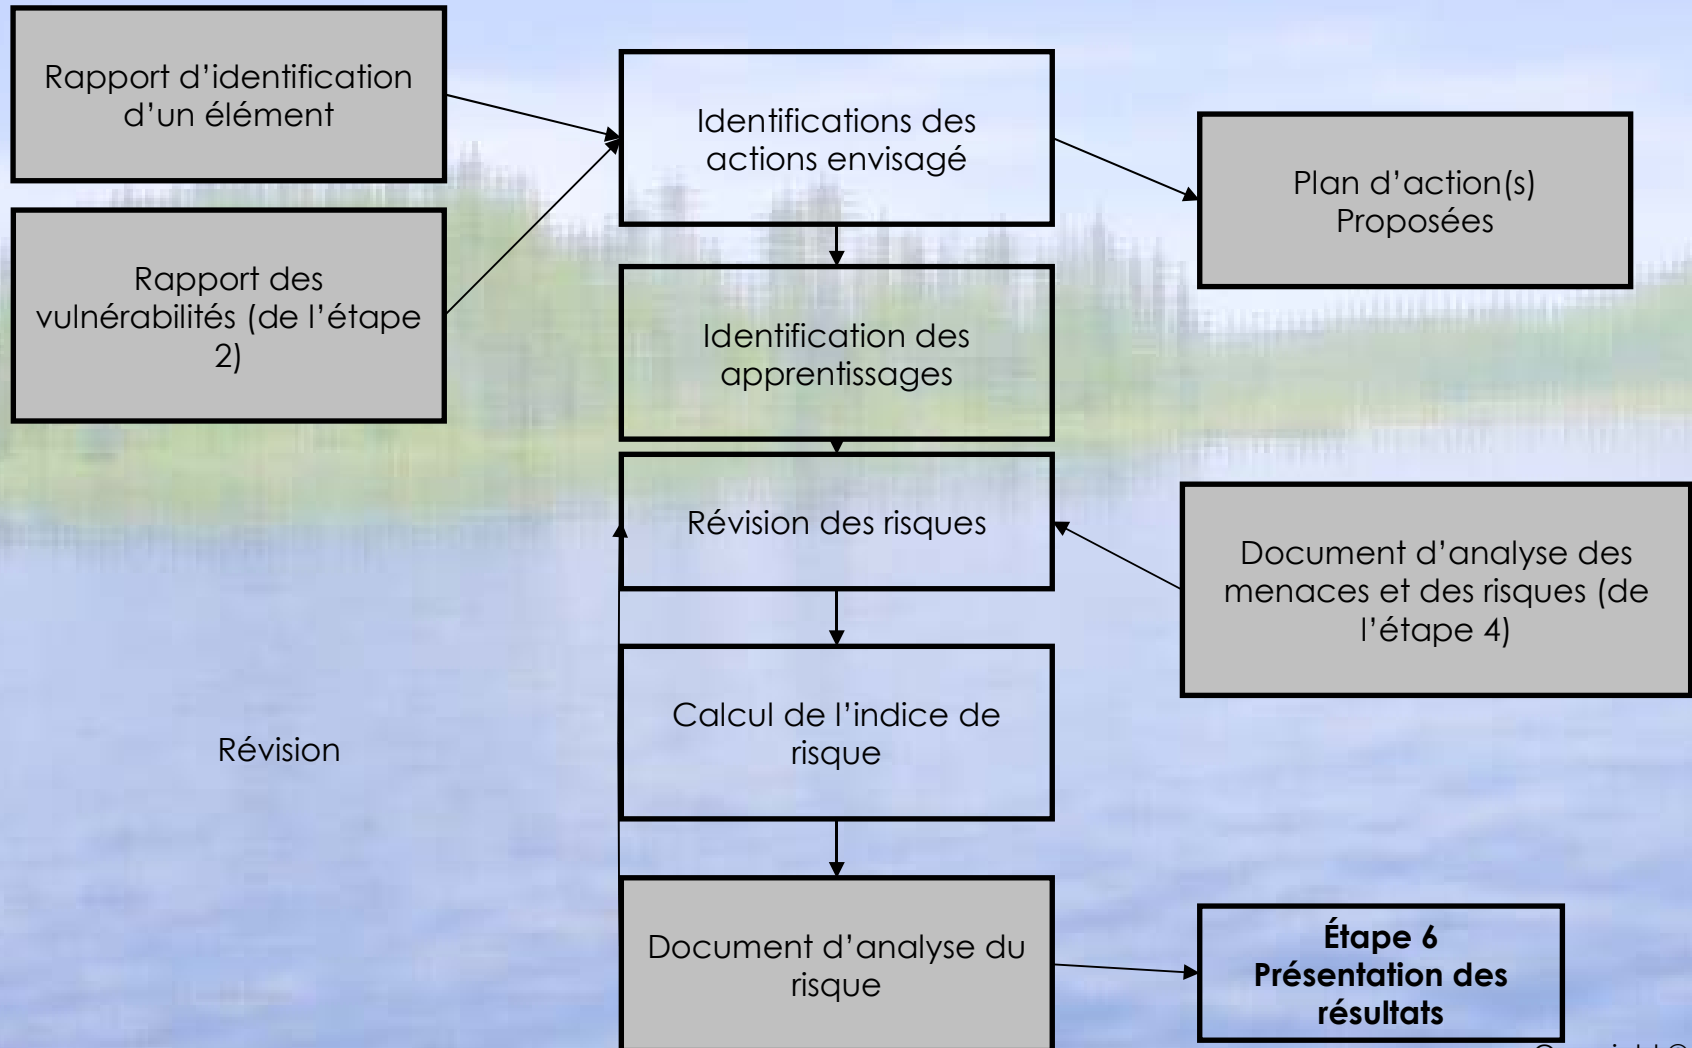 Rapport d’identification
d’un élément
Identifications des
actions envisagé
Plan d’action(s)
Proposées
Rapport des
vulnérabilités (de l’étape
2)
Identification des
apprentissages
Révision des risques
Document d’analyse des
menaces et des risques (de
l’étape 4)
Calcul de l’indice de
risque
Révision
Document d’analyse du
risque
Étape 6
Présentation des
résultats